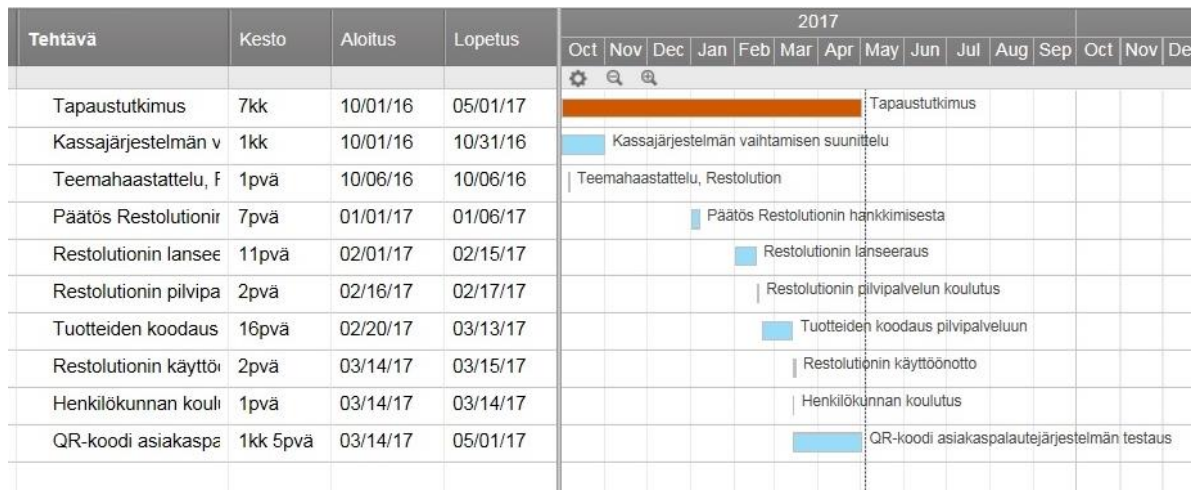 2017
Tehtävä Kesto Aloitus Lopetus Oct Nov Dec Jan Feb Mar Apr May Jun Jul Aug Sep Oct Nov De
Tapaustutkimus 7kk 10/01/16 05/01/17 Tapaustutkimus
Kassajärjestelmän v 1kk 10/01/16 10/31/16 Kassajärjestelmän vaihtamisen suunittelu
Teemahaastattelu, F 1pvä 10/06/16 10/06/16 Teemahaastattelu, Restolution
Päätös Restolutionin 7pvä 01/01/17 01/06/17 Päätös Restolutionin hankkimisesta
Restolutionin lansee 11pvä 02/01/17 02/15/17 Restolutionin lanseeraus
Restolutionin pilvipa 2pvä 02/16/17 02/17/17 Restolutionin pilvipalvelun koulutus
Tuotteiden koodaus 16pvä 02/20/17 03/13/17 Tuotteiden koodaus pilvipalveluun
Restolutionin käyttöö 2pvä 03/14/17 03/15/17 Restolutionin käyttöönotto
Henkilökunnan koulu 1pvä 03/14/17 03/14/17 Henkilökunnan koulutus
QR-koodi asiakaspa 1kk 5pvä 03/14/17 05/01/17 QR-koodi asiakaspalautejärjestelmän testaus